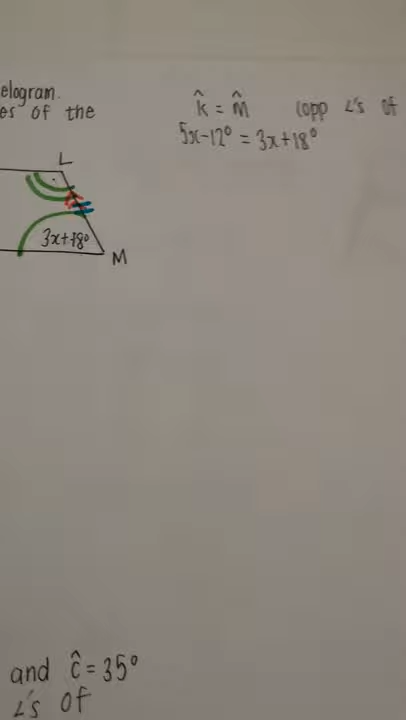 elogram.
es of the
K̂ = M̂ (opp ∠'s of
5x-12° = 3x+18°
L
3x+18°
M
and ĉ = 35°
∠'s of